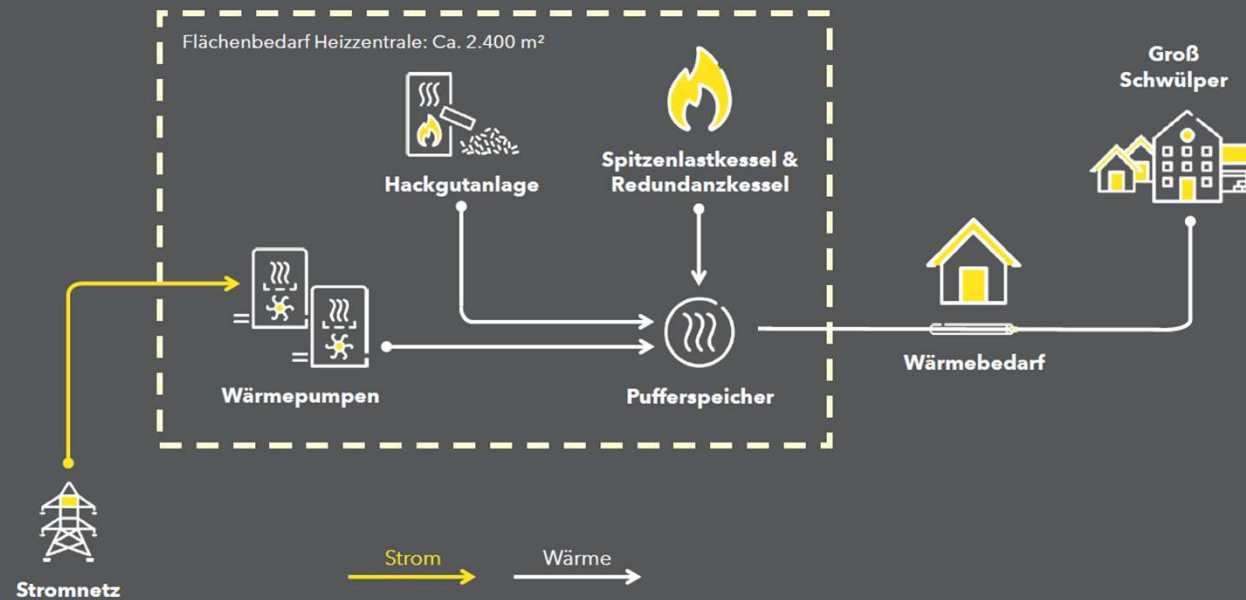 Flächenbedarf Heizzentrale: Ca. 2.400 m²
Groß
Schwülper
Hackgutanlage
Spitzenlastkessel &
Redundanzkessel
Wärmepumpen
Pufferspeicher
Wärmebedarf
Stromnetz
Strom
Wärme